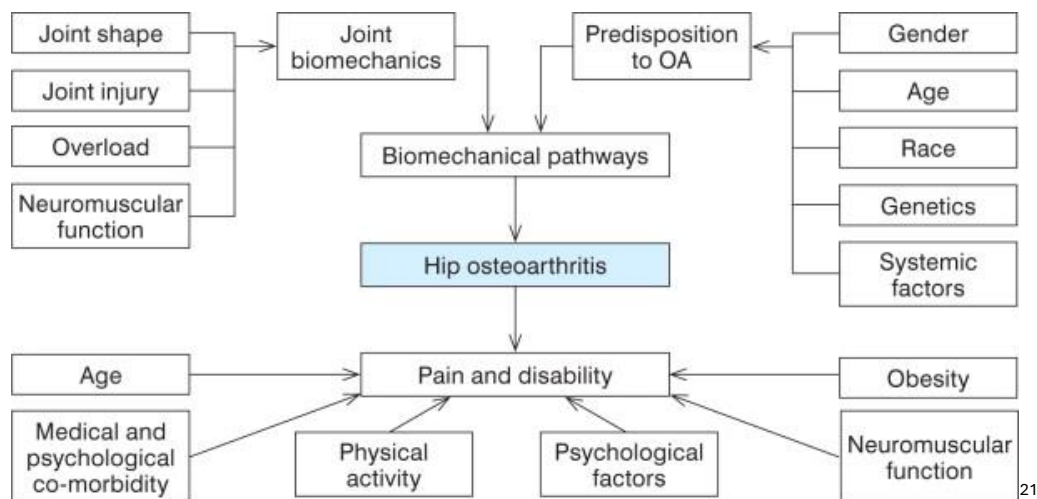 Joint shape
Joint injury
Overload
Neuromuscular
function
Joint
biomechanics
Predisposition
to OA
Gender
Age
Race
Genetics
Systemic
factors
Biomechanical pathways
Hip osteoarthritis
Pain and disability
Age
Medical and
psychological
co-morbidity
Physical
activity
Psychological
factors
Obesity
Neuromuscular
function
21